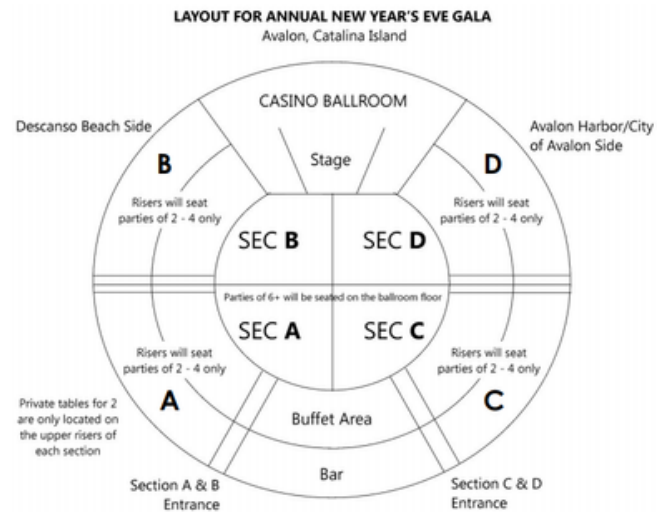 LAYOUT FOR ANNUAL NEW YEAR'S EVE GALA
Avalon, Catalina Island
CASINO BALLROOM
Descanso Beach Side
Avalon Harbor/City
of Avalon Side
Stage
B
D
Risers will seat
parties of 2 - 4 only
Risers will seat
parties of 2 - 4 only
SEC B
SEC D
Parties of 6+ will be seated on the ballroom floor
SEC A
SEC C
Risers will seat
parties of 2 - 4 only
Risers will seat
parties of 2 - 4 only
A
C
Private tables for 2
are only located on
the upper risers of
each section
Buffet Area
Bar
Section A & B
Entrance
Section C & D
Entrance